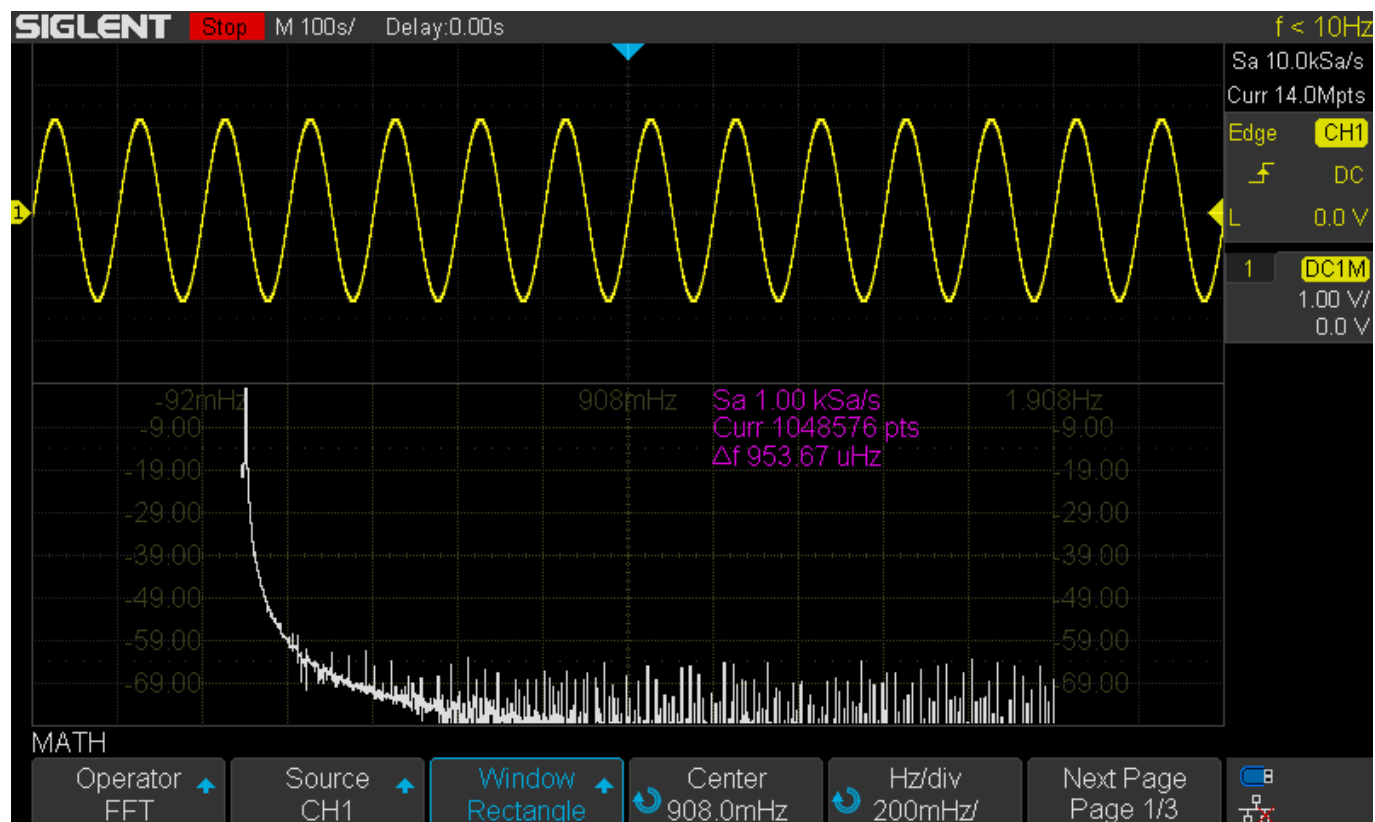 SIGLENT Stop M 100s/ Delay:0.00s f < 10Hz
Sa 10.0kSa/s
Curr 14.0Mpts
Edge CH1
DC
L 0.0 V
1
1 DC1M
1.00 V/
0.0 V
-92mHz 908mHz Sa 1.00 kSa/s 1.908Hz
-9.00 Curr 1048576 pts -9.00
Δf 953.67 uHz
-19.00 -19.00
-29.00 -29.00
-39.00 -39.00
-49.00 -49.00
-59.00 -59.00
-69.00 -69.00
MATH
Operator Source Window Center Hz/div Next Page
FFT CH1 Rectangle 908.0mHz 200mHz/ Page 1/3